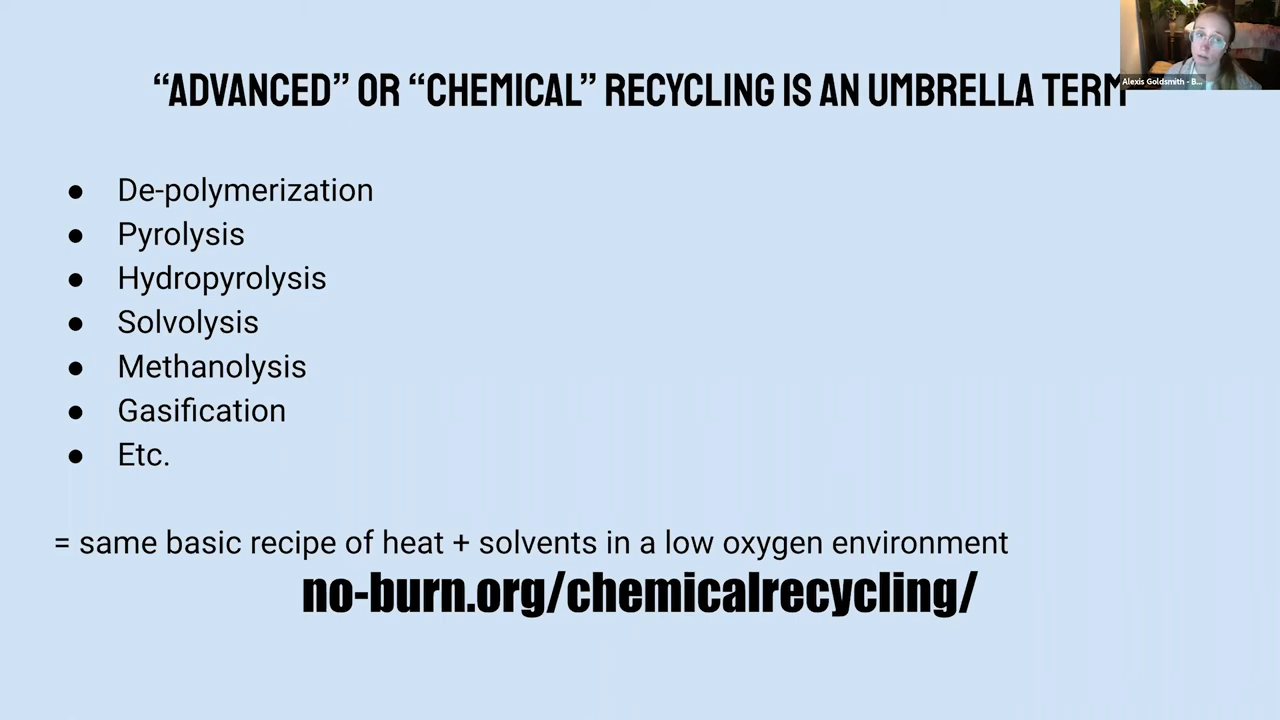 “ADVANCED” OR “CHEMICAL” RECYCLING IS AN UMBRELLA TERM
Alexis Goldsmith - B...
● De-polymerization
● Pyrolysis
● Hydropyrolysis
● Solvolysis
● Methanolysis
● Gasification
● Etc.
= same basic recipe of heat + solvents in a low oxygen environment
no-burn.org/chemicalrecycling/